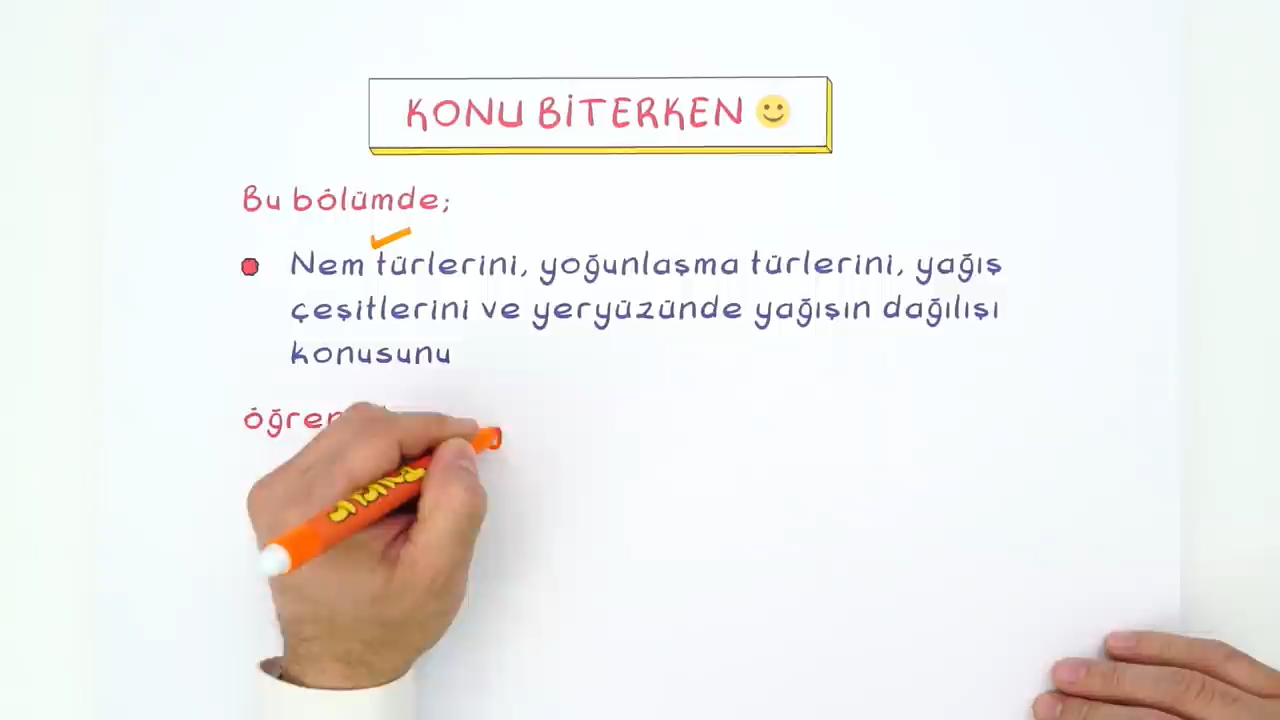 KONU BİTERKEN
Bu bölümde;
Nem türlerini, yoğunlaşma türlerini, yağış
çeşitlerini ve yeryüzünde yağışın dağılışı
konusunu